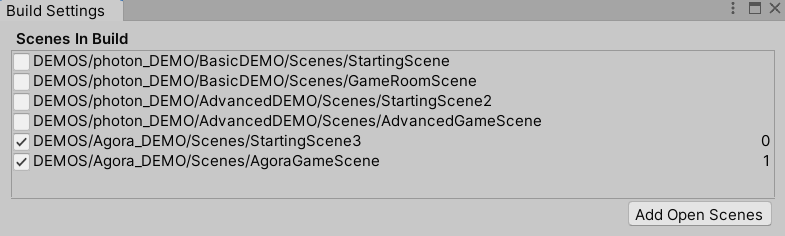 Build Settings
Scenes In Build
DEMOS/photon_DEMO/BasicDEMO/Scenes/StartingScene
DEMOS/photon_DEMO/BasicDEMO/Scenes/GameRoomScene
DEMOS/photon_DEMO/AdvancedDEMO/Scenes/StartingScene2
DEMOS/photon_DEMO/AdvancedDEMO/Scenes/AdvancedGameScene
DEMOS/Agora_DEMO/Scenes/StartingScene3 0
DEMOS/Agora_DEMO/Scenes/AgoraGameScene 1
Add Open Scenes